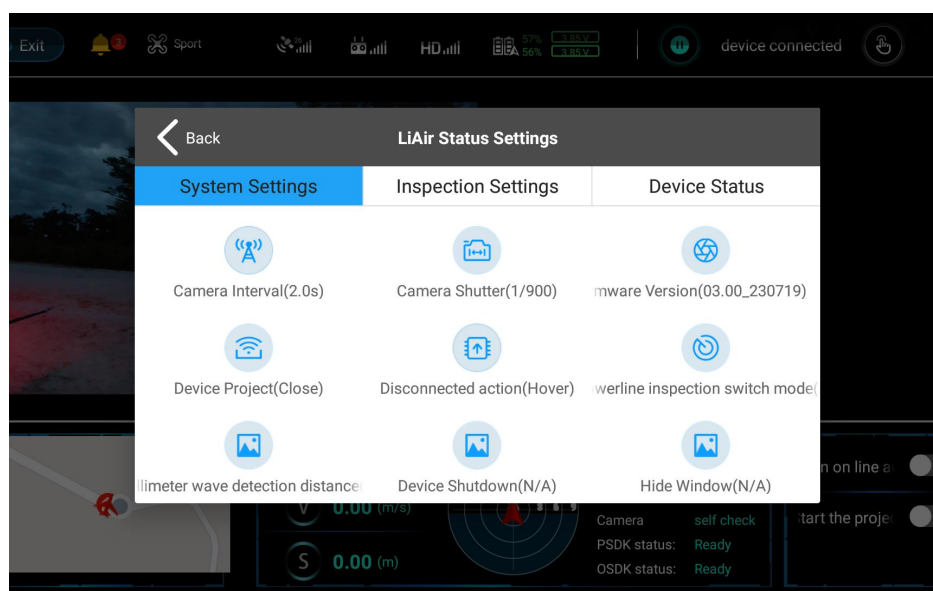 Exit
3
Sport
26
HD
57% 3.85V
56% 3.85V
device connected
Back
LiAir Status Settings
System Settings
Inspection Settings
Device Status
Camera Interval(2.0s)
Camera Shutter(1/900)
mware Version(03.00_230719)
Device Project(Close)
Disconnected action(Hover)
werline inspection switch mode(
llimeter wave detection distance
Device Shutdown(N/A)
Hide Window(N/A)
n on line a
V 0.00 (m/s)
S 0.00 (m)
Camera self check
PSDK status: Ready
OSDK status: Ready
tart the proje